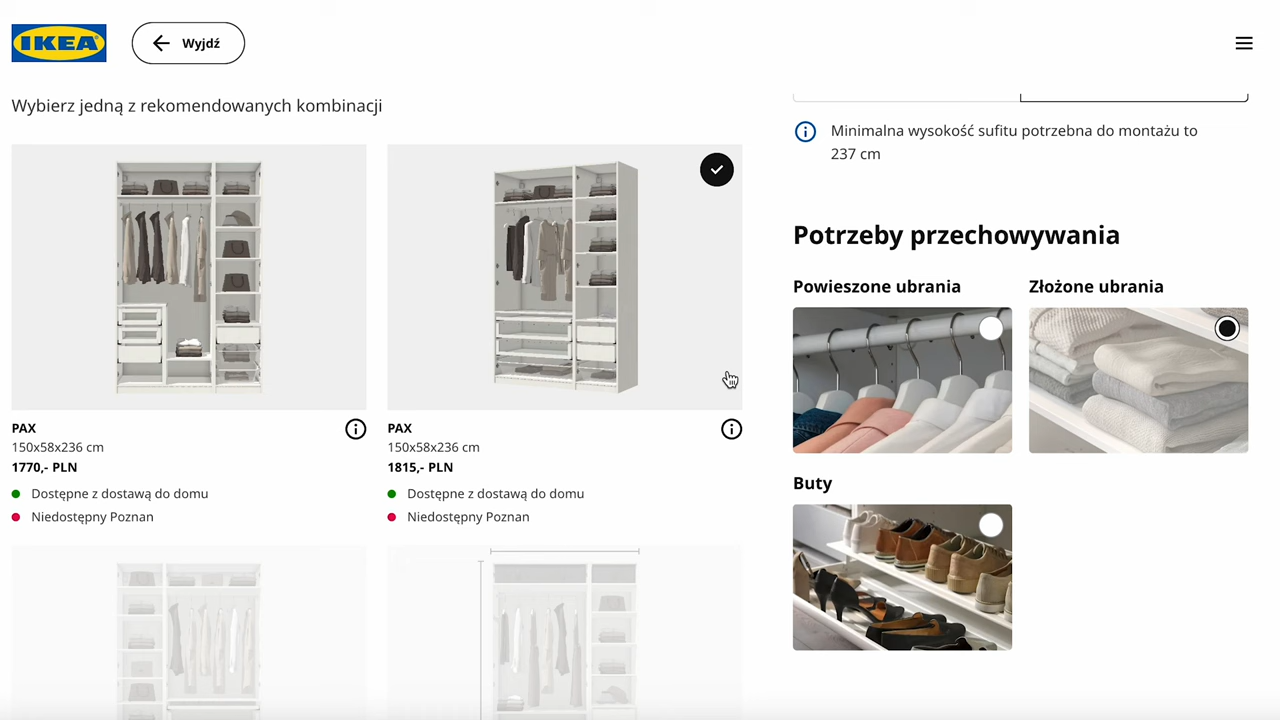 IKEA
Wyjdź
Wybierz jedną z rekomendowanych kombinacji
PAX
150x58x236 cm
1770,- PLN
Dostępne z dostawą do domu
Niedostępny Poznan
PAX
150x58x236 cm
1815,- PLN
Dostępne z dostawą do domu
Niedostępny Poznan
Minimalna wysokość sufitu potrzebna do montażu to
237 cm
Potrzeby przechowywania
Powieszone ubrania
Złożone ubrania
Buty